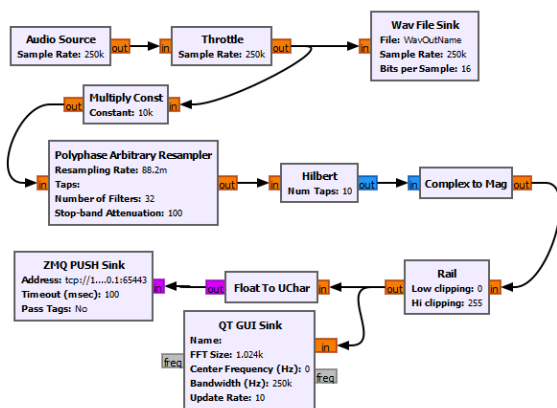 Audio Source
Sample Rate: 250k
out
in
Throttle
Sample Rate: 250k
out
in
Wav File Sink
File: WavOutName
Sample Rate: 250k
Bits per Sample: 16
out
Multiply Const
Constant: 10k
in
in
Polyphase Arbitrary Resampler
Resampling Rate: 88.2m
Taps:
Number of Filters: 32
Stop-band Attenuation: 100
out
in
Hilbert
Num Taps: 10
out
in
Complex to Mag
out
ZMQ PUSH Sink
Address: tcp://1....0.1:65443
Timeout (msec): 100
Pass Tags: No
in
out
Float To UChar
in
out
Rail
Low clipping: 0
Hi clipping: 255
in
freq
QT GUI Sink
Name:
FFT Size: 1.024k
Center Frequency (Hz): 0
Bandwidth (Hz): 250k
Update Rate: 10
in
freq